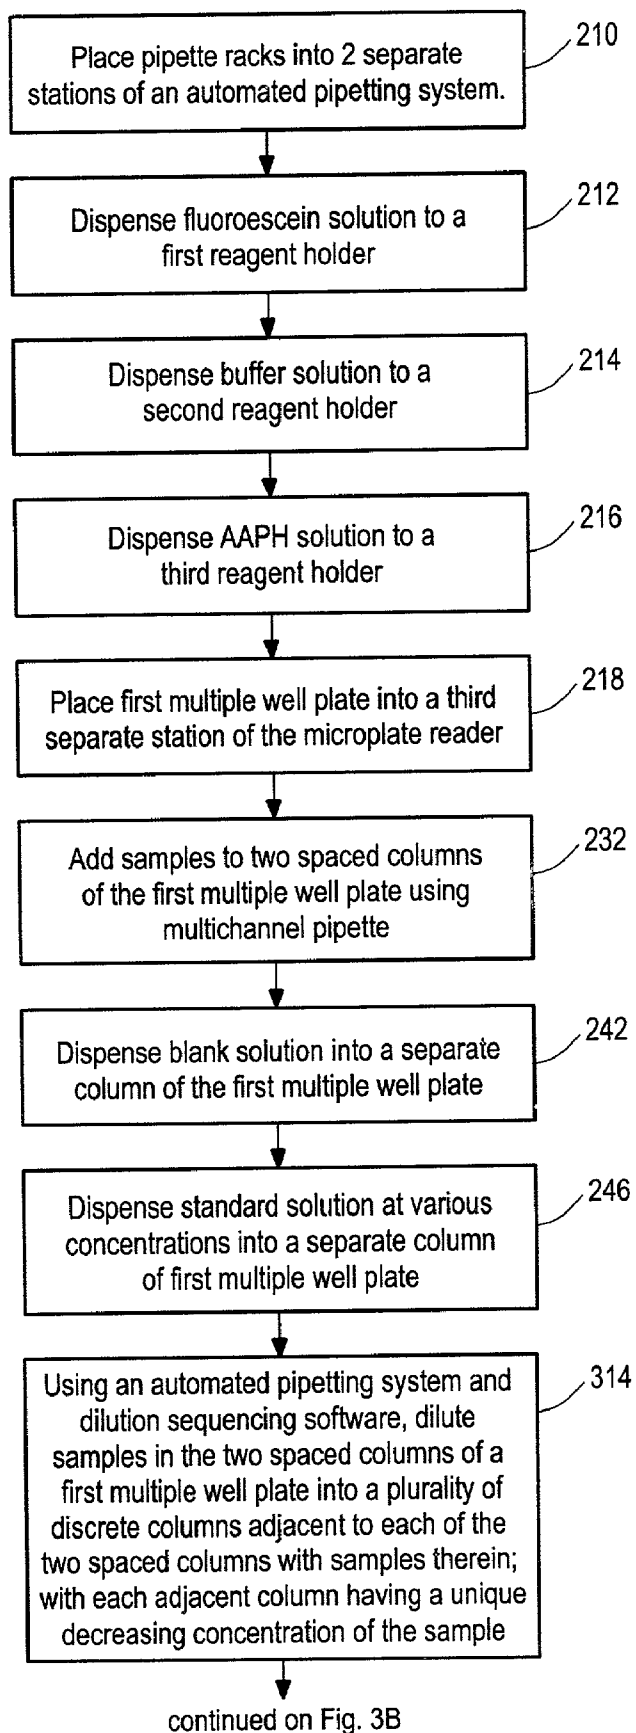 Place pipette racks into 2 separate
stations of an automated pipetting system.
210
Dispense fluoroescein solution to a
first reagent holder
212
Dispense buffer solution to a
second reagent holder
214
Dispense AAPH solution to a
third reagent holder
216
Place first multiple well plate into a third
separate station of the microplate reader
218
Add samples to two spaced columns
of the first multiple well plate using
multichannel pipette
232
Dispense blank solution into a separate
column of the first multiple well plate
242
Dispense standard solution at various
concentrations into a separate column
of first multiple well plate
246
Using an automated pipetting system and
dilution sequencing software, dilute
samples in the two spaced columns of a
first multiple well plate into a plurality of
discrete columns adjacent to each of the
two spaced columns with samples therein;
with each adjacent column having a unique
decreasing concentration of the sample
314
continued on Fig. 3B